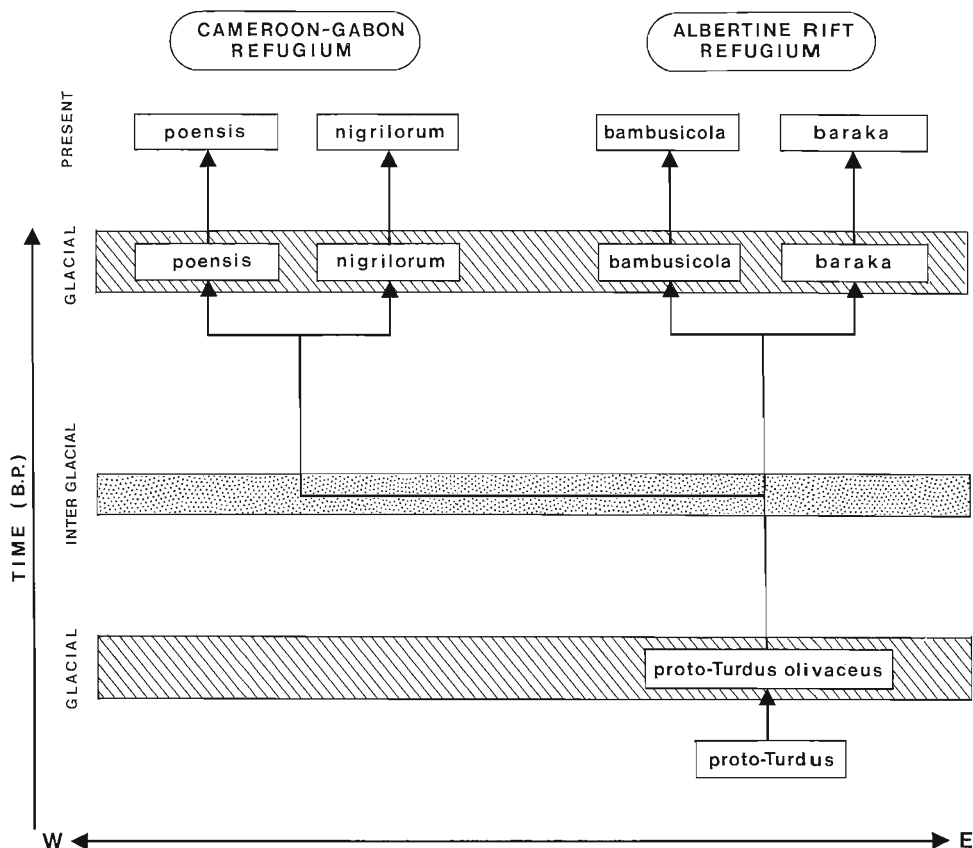 CAMEROON-GABON
REFUGIUM
ALBERTINE RIFT
REFUGIUM
PRESENT
poensis
nigrilorum
bambusicola
baraka
GLACIAL
poensis
nigrilorum
bambusicola
baraka
TIME (B.P.)
INTER GLACIAL
GLACIAL
proto-Turdus olivaceus
proto-Turdus
W
E